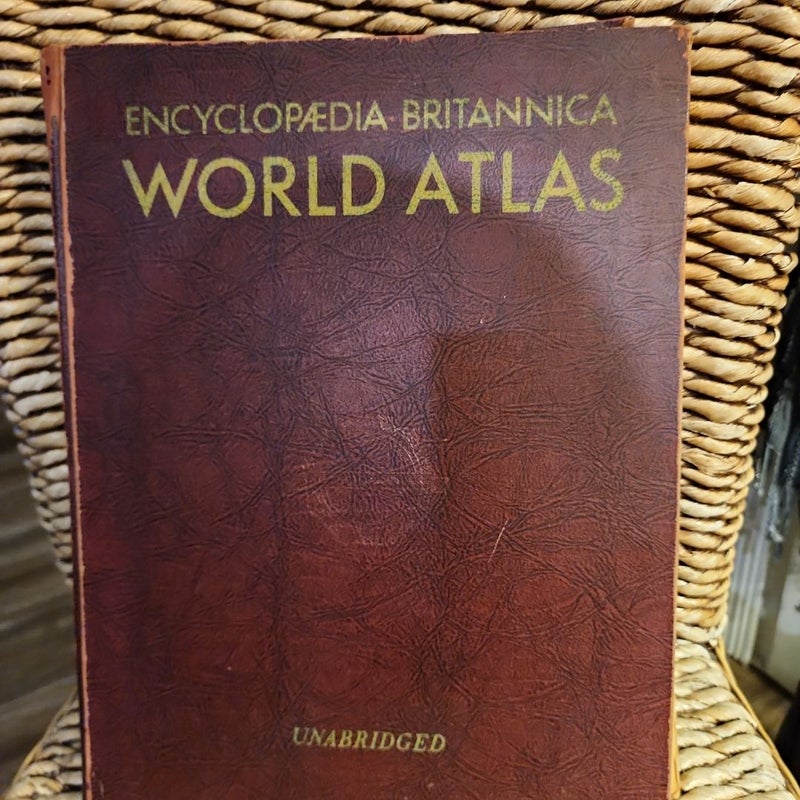 ENCYCLOPÆDIA·BRITANNICA
WORLD ATLAS
UNABRIDGED